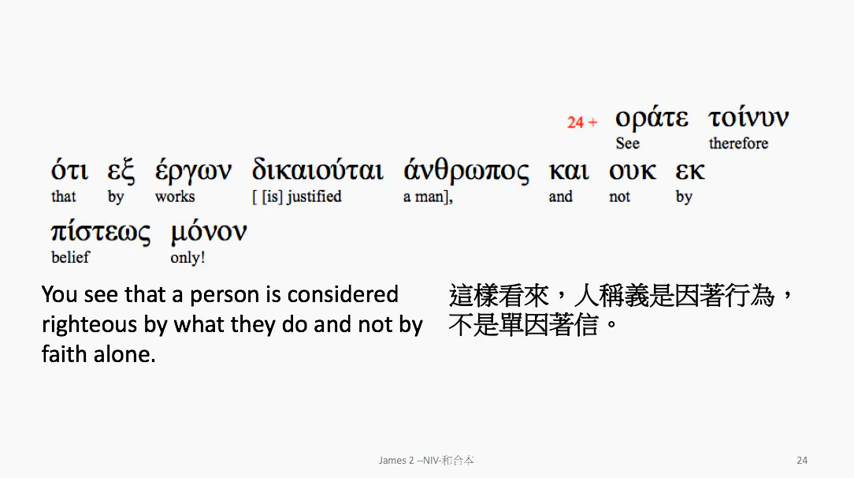 24 + οράτε τοίνυν
See therefore
ότι εξ έργων δικαιούται άνθρωπος και ουκ εκ
that by works [ [is] justified a man], and not by
πίστεως μόνον
belief only!
You see that a person is considered
righteous by what they do and not by
faith alone.
這樣看來，人稱義是因著行為，
不是單因著信。
James 2 --NIV-和合本
24